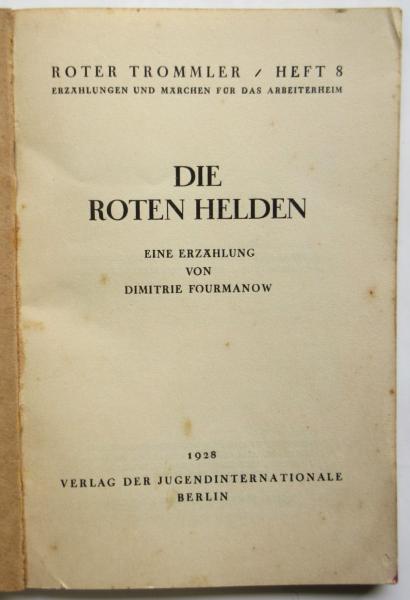 ROTER TROMMLER / HEFT 8
ERZÄHLUNGEN UND MÄRCHEN FÜR DAS ARBEITERHEIM
DIE
ROTEN HELDEN
EINE ERZÄHLUNG
VON
DIMITRIE FOURMANOW
1928
VERLAG DER JUGENDINTERNATIONALE
BERLIN